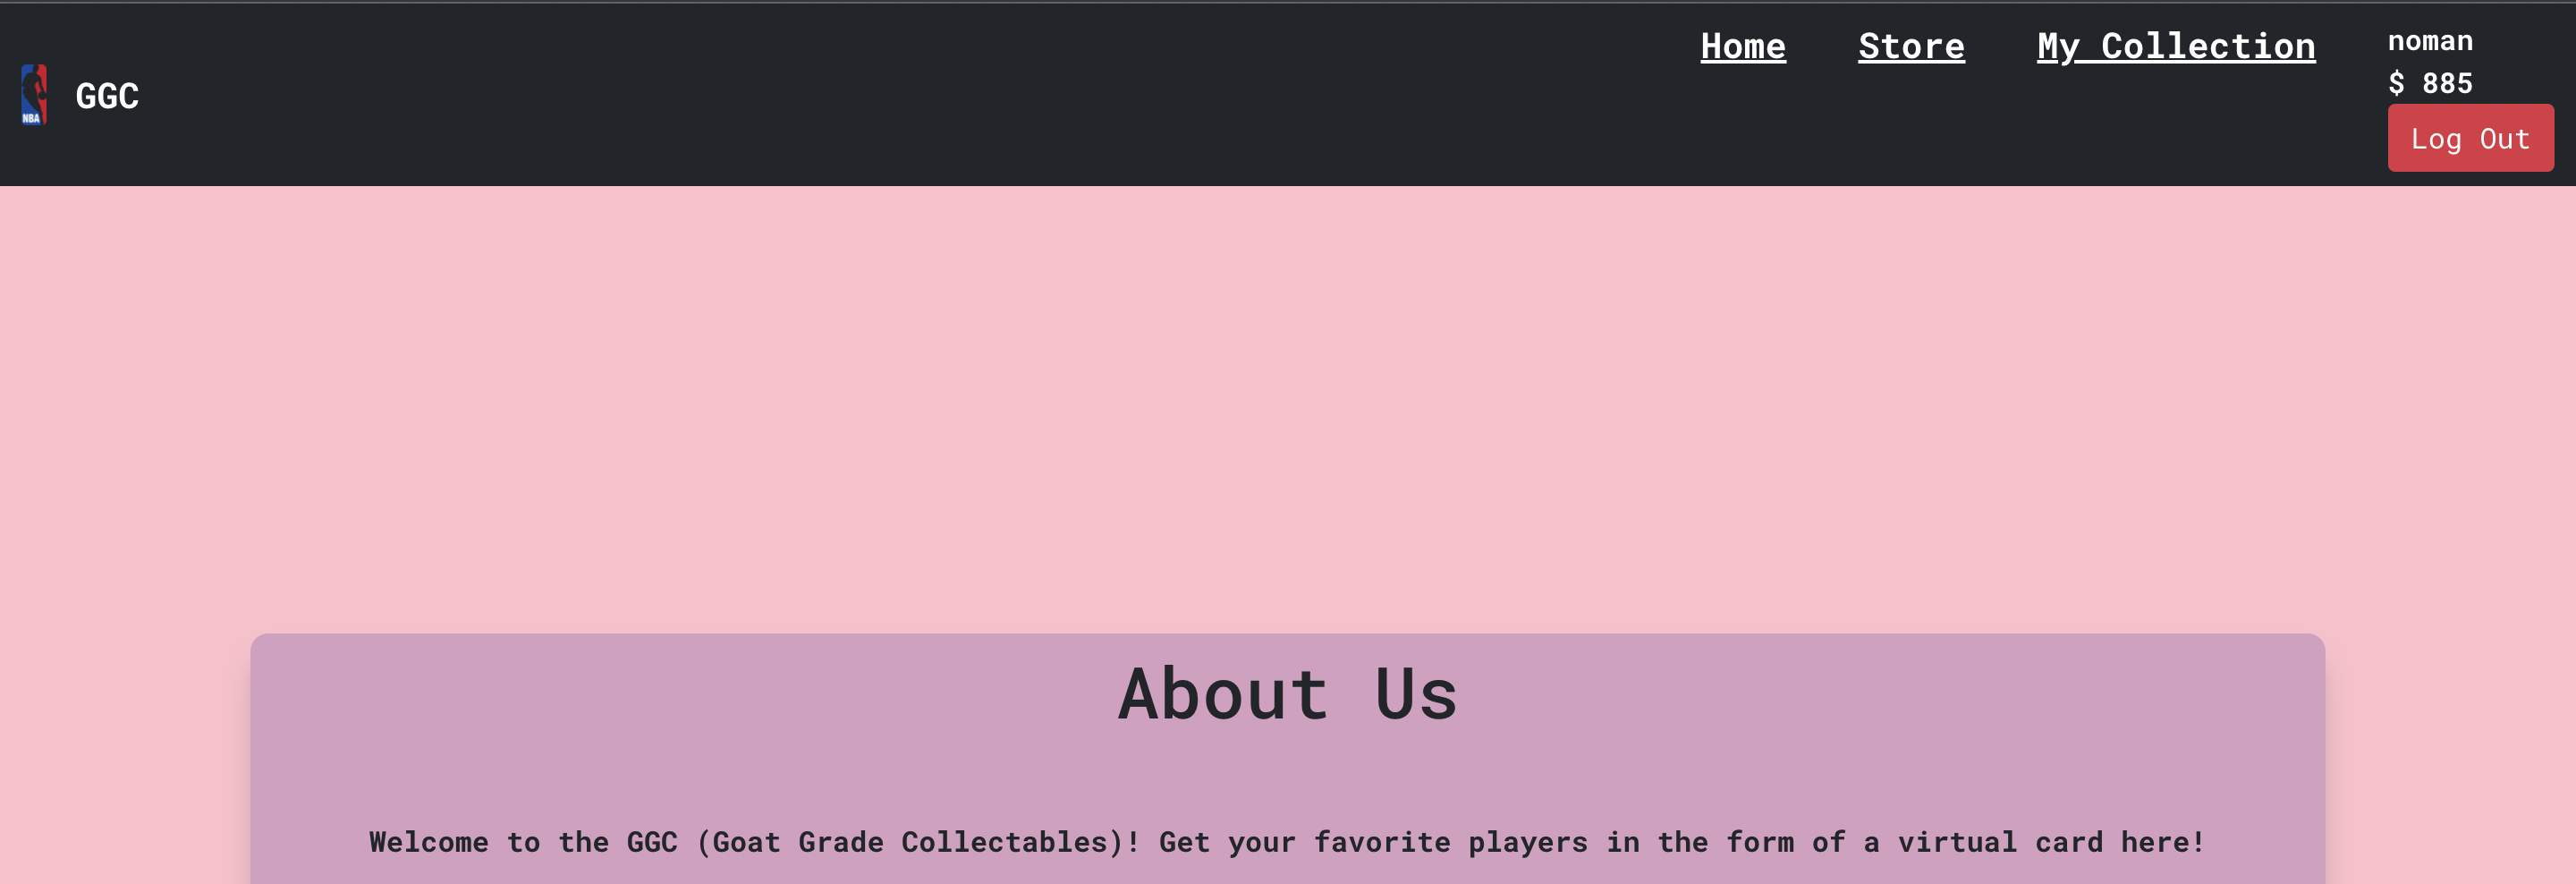 Home Store My Collection noman
$ 885
NBA GGC
Log Out
About Us
Welcome to the GGC (Goat Grade Collectables)! Get your favorite players in the form of a virtual card here!